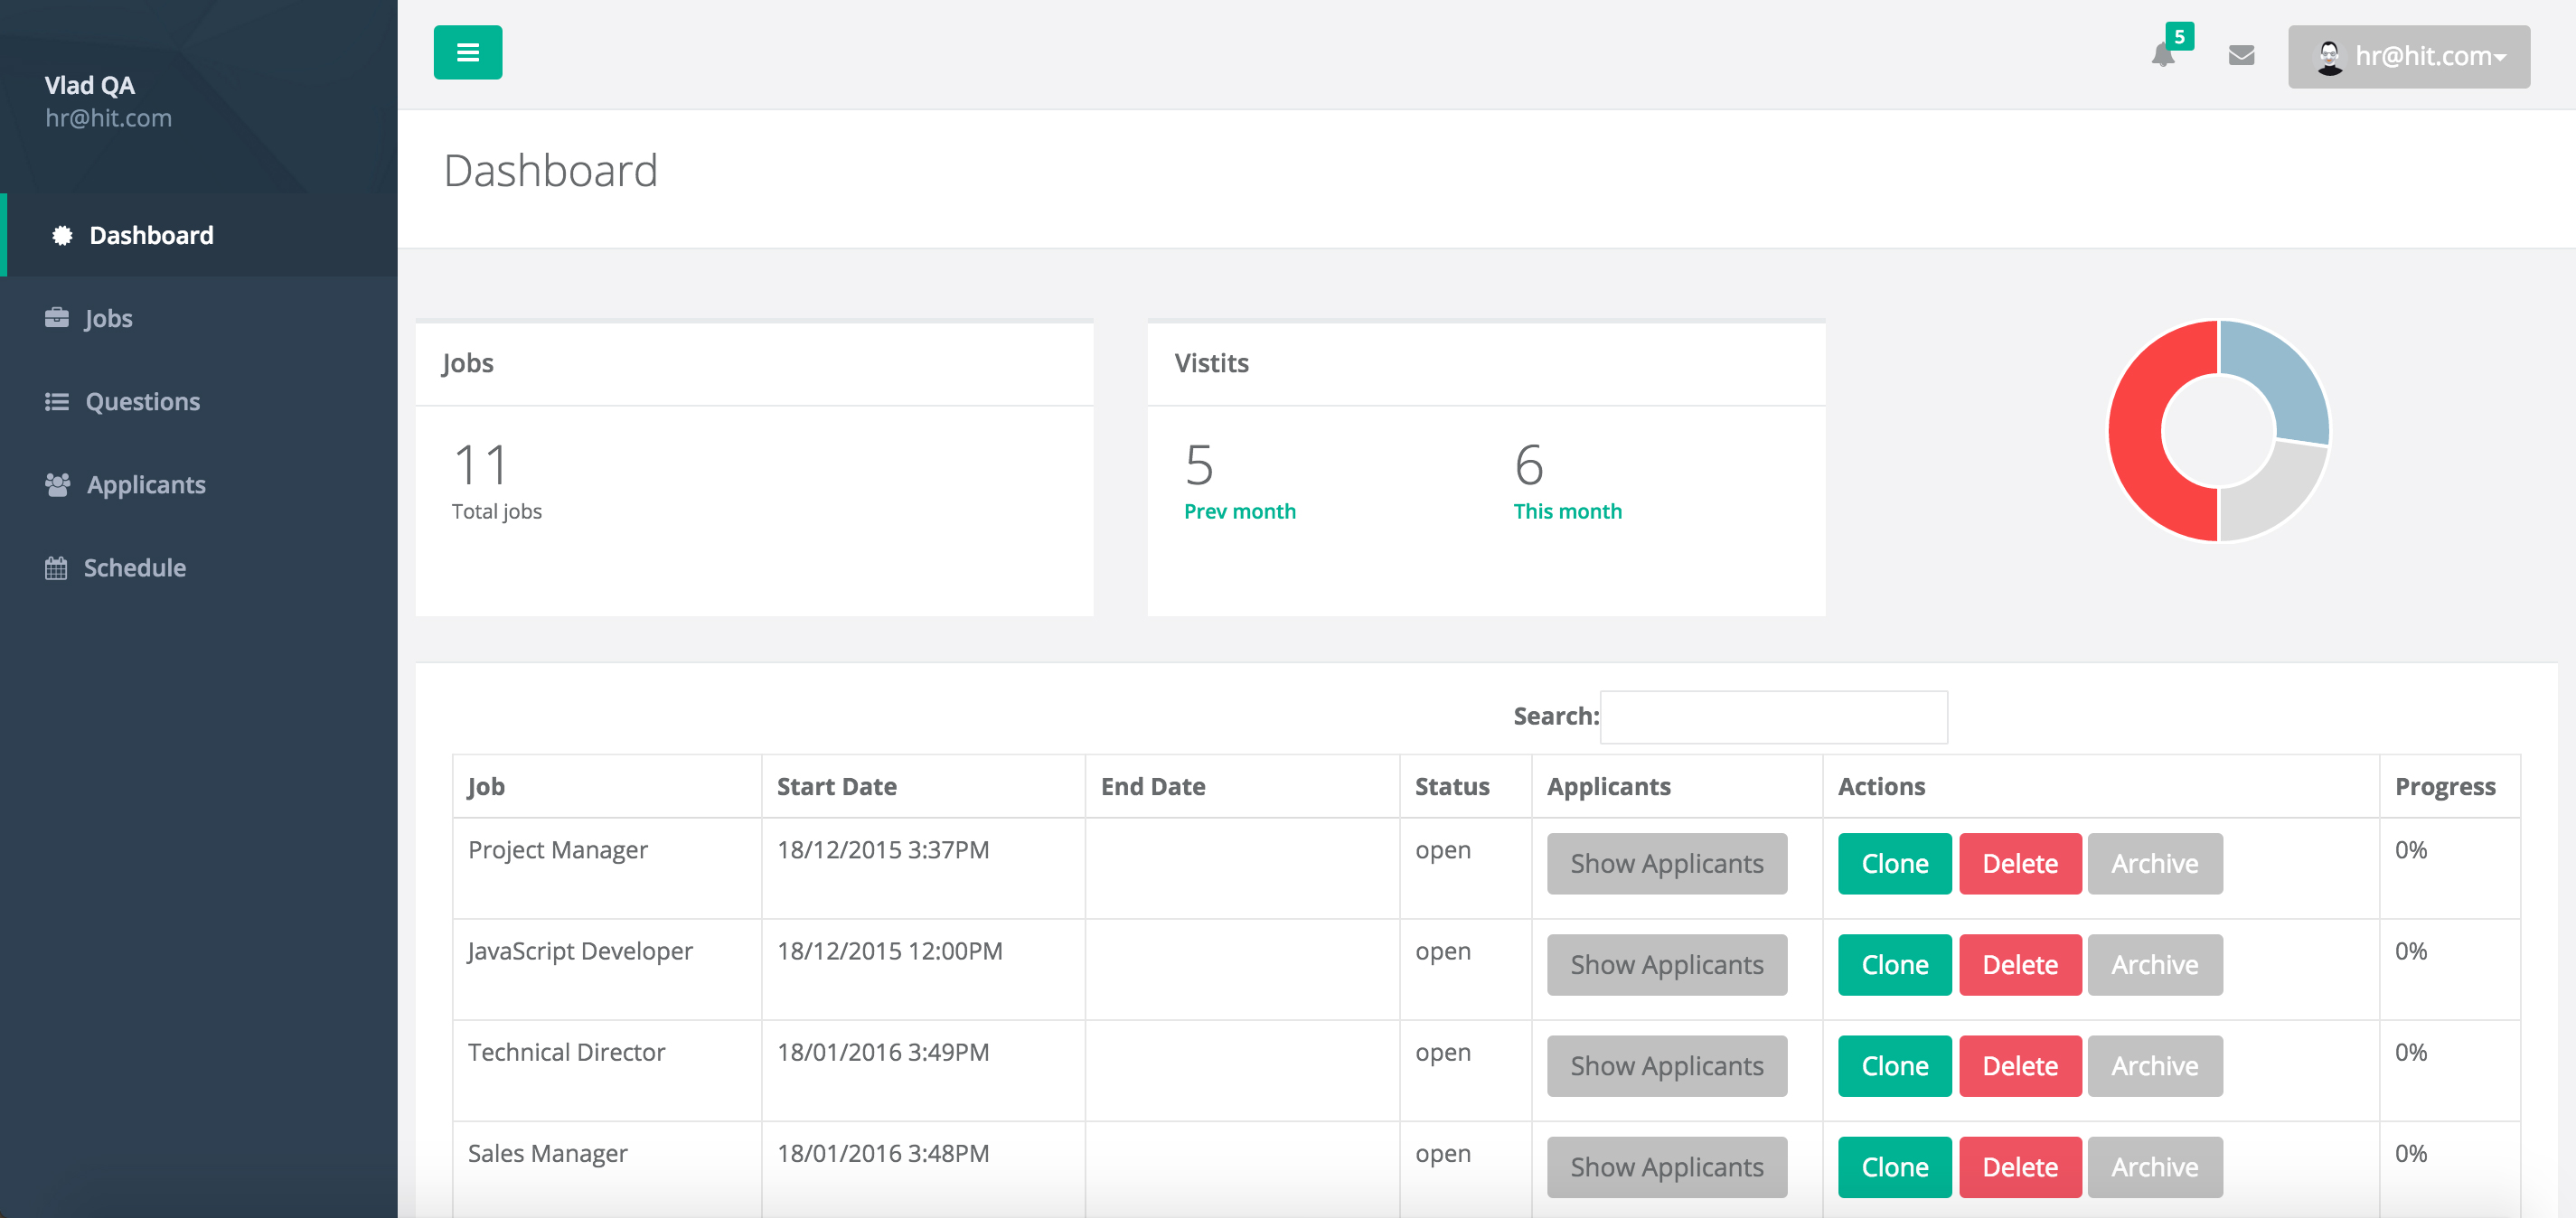 Vlad QA
hr@hit.com
Dashboard
Jobs
Questions
Applicants
Schedule
5
hr@hit.com
Dashboard
Jobs
11
Total jobs
Vistits
5
Prev month
6
This month
Search:
Job Start Date End Date Status Applicants Actions Progress
Project Manager 18/12/2015 3:37PM open Show Applicants Clone Delete Archive 0%
JavaScript Developer 18/12/2015 12:00PM open Show Applicants Clone Delete Archive 0%
Technical Director 18/01/2016 3:49PM open Show Applicants Clone Delete Archive 0%
Sales Manager 18/01/2016 3:48PM open Show Applicants Clone Delete Archive 0%